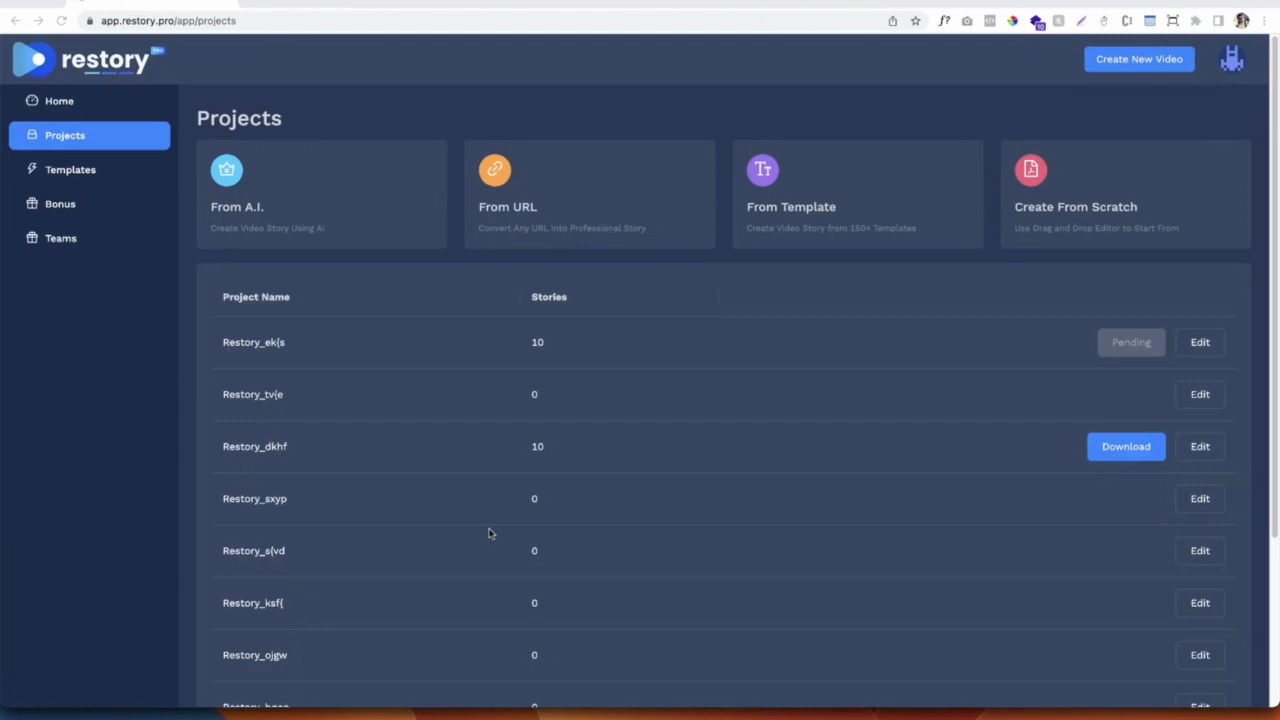 app.restory.pro/app/projects
f?
10
restory PRO
Create New Video
Home
Projects
Templates
Bonus
Teams
Projects
From A.I.
Create Video Story Using AI
From URL
Convert Any URL into Professional Story
TT
From Template
Create Video Story from 150+ Templates
Create From Scratch
Use Drag and Drop Editor to Start From
Project Name Stories
Restory_ek{s 10 Pending Edit
Restory_tv{e 0 Edit
Restory_dkhf 10 Download Edit
Restory_sxyp 0 Edit
Restory_s{vd 0 Edit
Restory_ksf{ 0 Edit
Restory_ojgw 0 Edit